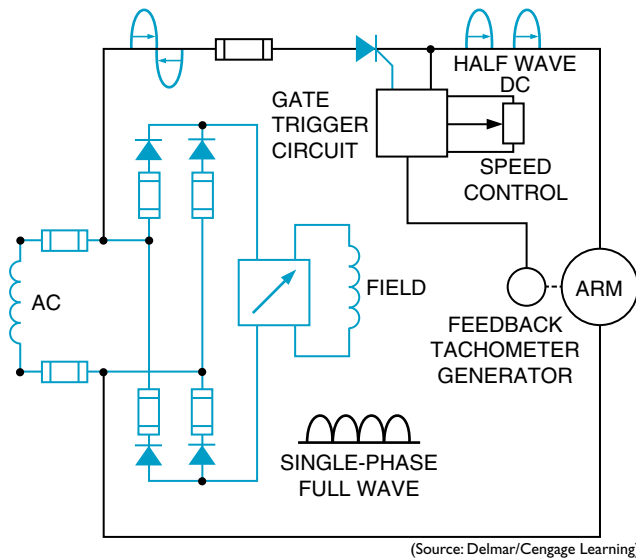 HALF WAVE
DC
GATE
TRIGGER
CIRCUIT
SPEED
CONTROL
AC
FIELD
ARM
FEEDBACK
TACHOMETER
GENERATOR
SINGLE-PHASE
FULL WAVE
(Source: Delmar/Cengage Learning)